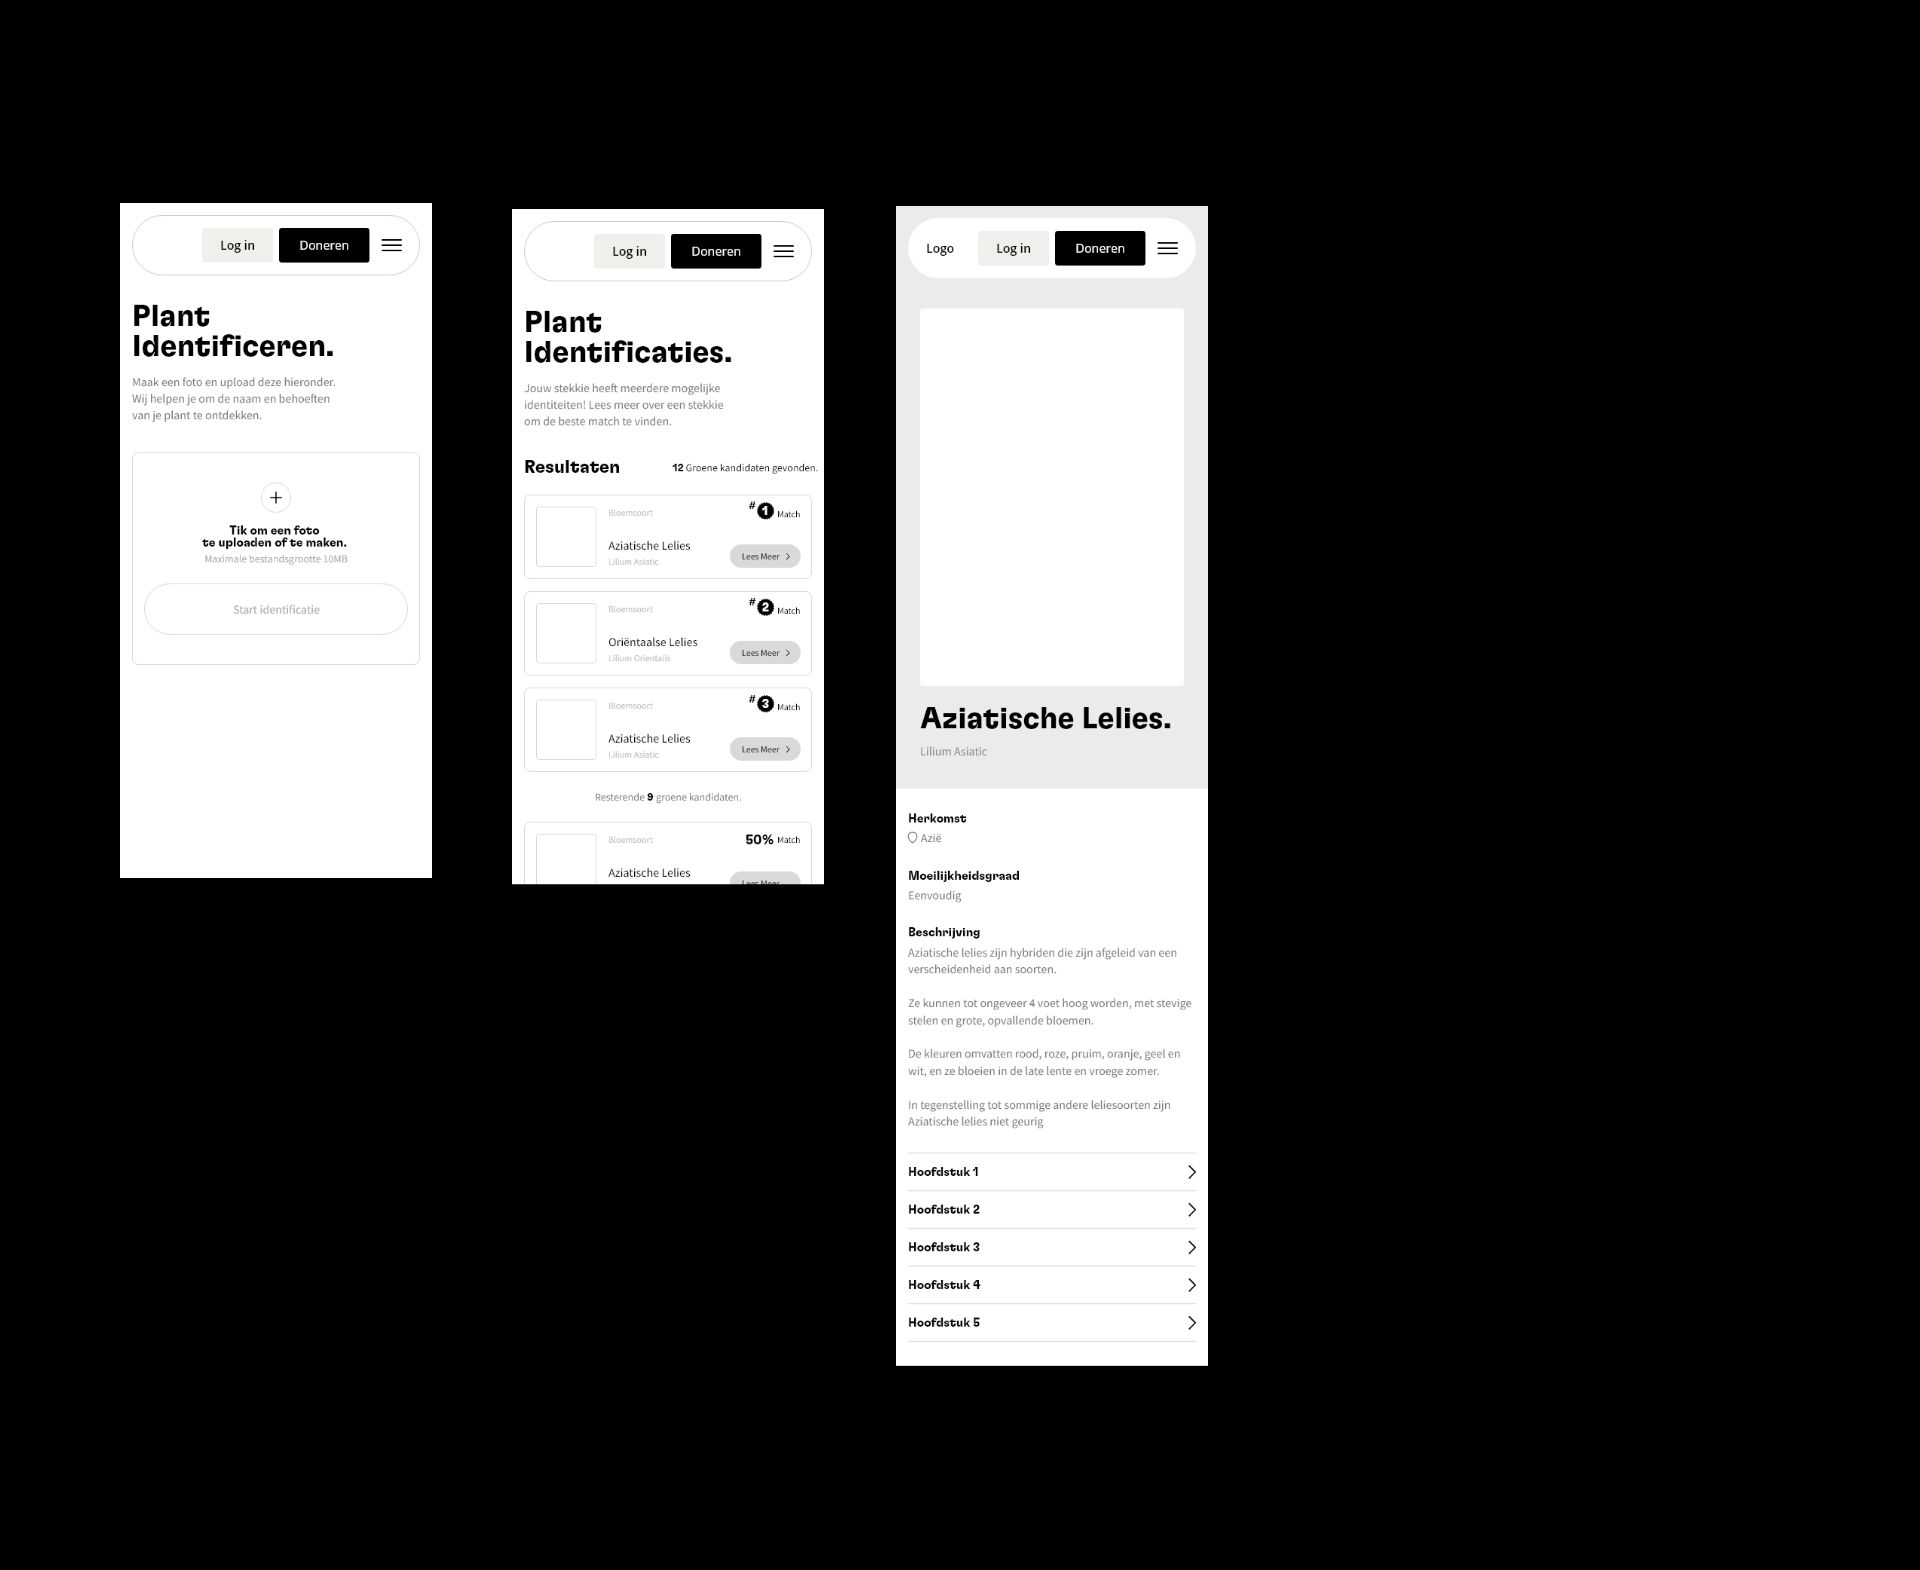 Log in
Doneren
Plant
Identificeren.
Maak een foto en upload deze hieronder.
Wij helpen je om de naam en behoeften
van je plant te ontdekken.
Tik om een foto
te uploaden of te maken.
Maximale bestandsgrootte 10MB
Start identificatie
Log in
Doneren
Plant
Identificaties.
Jouw stekkie heeft meerdere mogelijke
identiteiten! Lees meer over een stekkie
om de beste match te vinden.
Resultaten
12 Groene kandidaten gevonden.
Bloemsoort
#1 Match
Aziatische Lelies
Lilium Asiatic
Lees Meer
Bloemsoort
#2 Match
Oriëntaalse Lelies
Lilium Orientalis
Lees Meer
Bloemsoort
#3 Match
Aziatische Lelies
Lilium Asiatic
Lees Meer
Resterende 9 groene kandidaten.
Bloemsoort
50% Match
Aziatische Lelies
Lees Meer
Logo
Log in
Doneren
Aziatische Lelies.
Lilium Asiatic
Herkomst
Azië
Moeilijkheidsgraad
Eenvoudig
Beschrijving
Aziatische lelies zijn hybriden die zijn afgeleid van een
verscheidenheid aan soorten.
Ze kunnen tot ongeveer 4 voet hoog worden, met stevige
stelen en grote, opvallende bloemen.
De kleuren omvatten rood, roze, pruim, oranje, geel en
wit, en ze bloeien in de late lente en vroege zomer.
In tegenstelling tot sommige andere leliesoorten zijn
Aziatische lelies niet geurig
Hoofdstuk 1
Hoofdstuk 2
Hoofdstuk 3
Hoofdstuk 4
Hoofdstuk 5